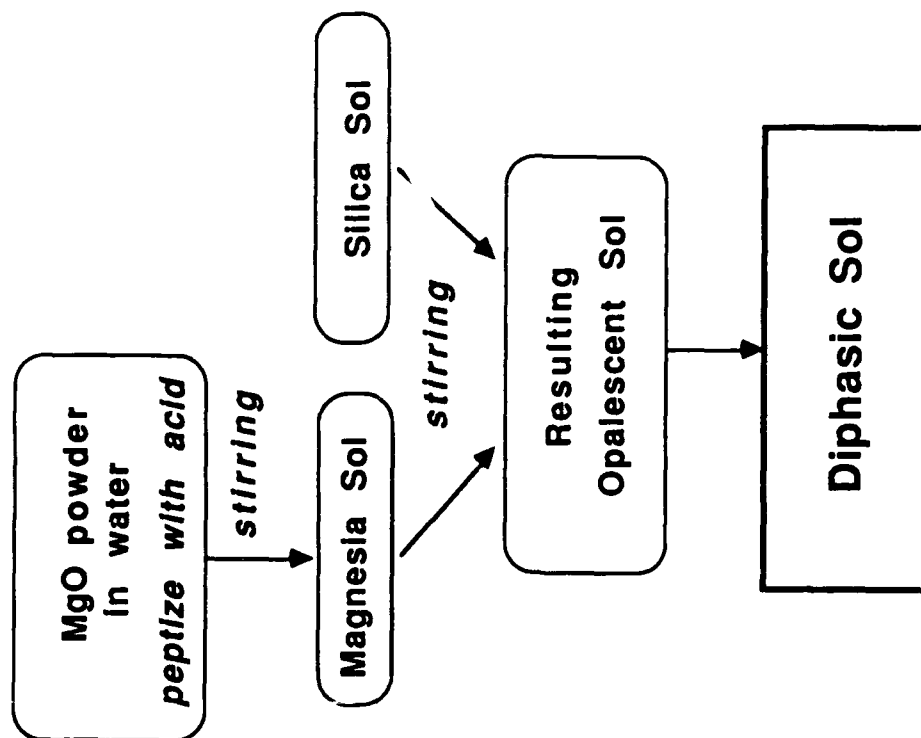 MgO powder
in water
peptize with acid
stirring
Magnesia Sol
Silica Sol
stirring
Resulting
Opalescent Sol
Diphasic Sol